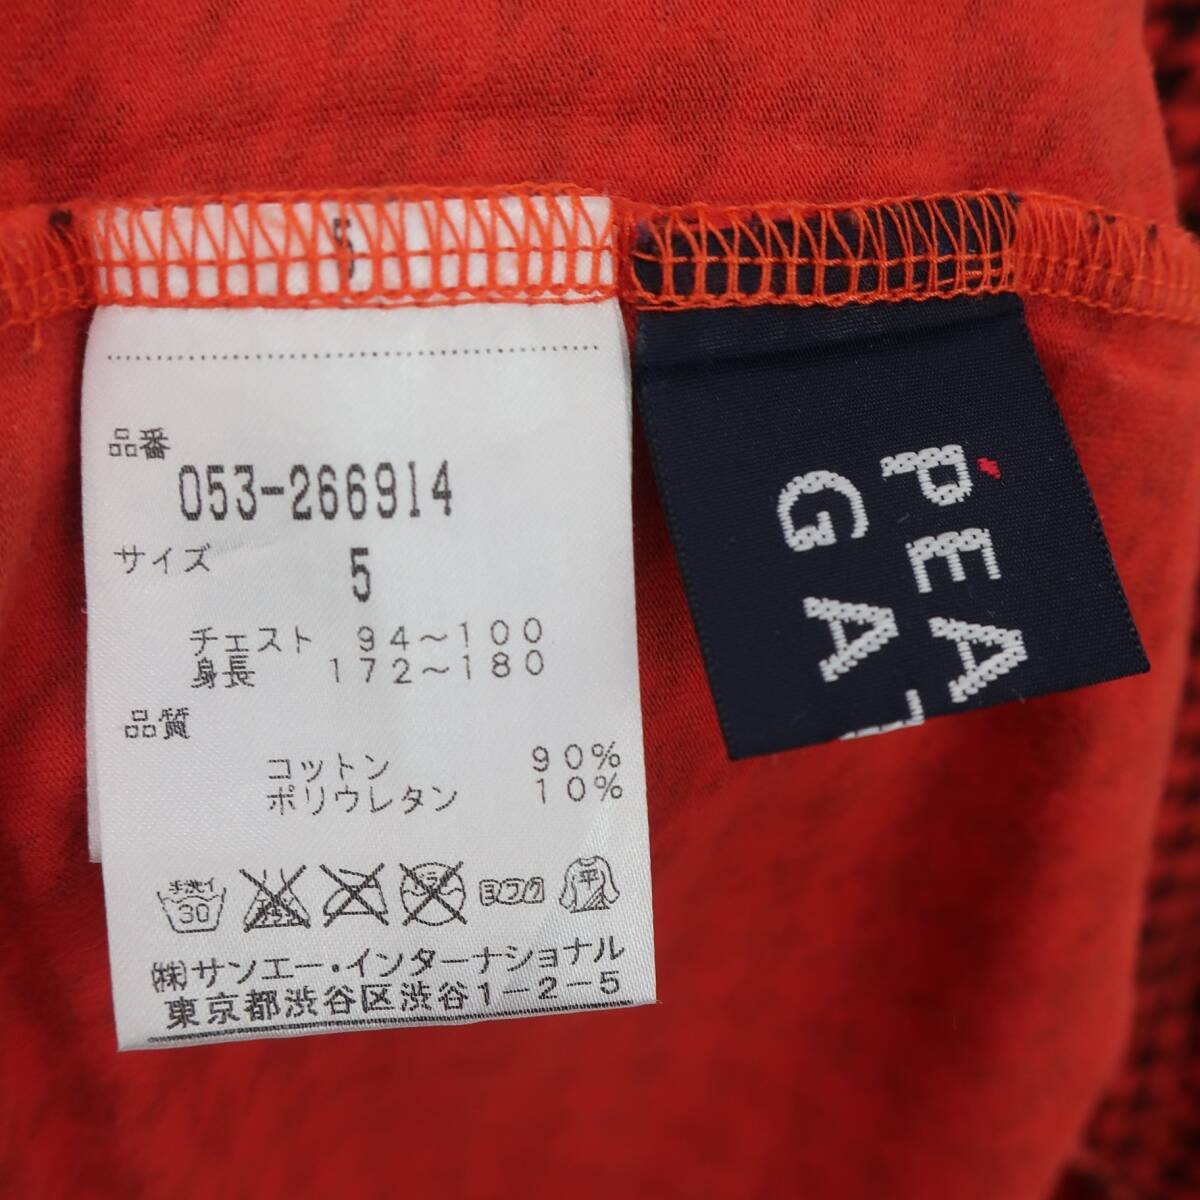 5
品番
053-266914
サイズ 5
チェスト 94～100
身長 172～180
品質
コットン 90%
ポリウレタン 10%
手洗イ
30
ヨワク
平
(株)サンエー・インターナショナル
東京都渋谷区渋谷1-2-5
PEA
GA